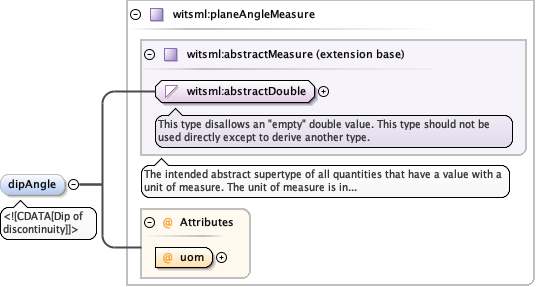 witsml:planeAngleMeasure
witsml:abstractMeasure (extension base)
witsml:abstractDouble
This type disallows an "empty" double value. This type should not be
used directly except to derive another type.
The intended abstract supertype of all quantities that have a value with a
unit of measure. The unit of measure is in...
dipAngle
<![CDATA[Dip of
discontinuity]]>
@ Attributes
@ uom